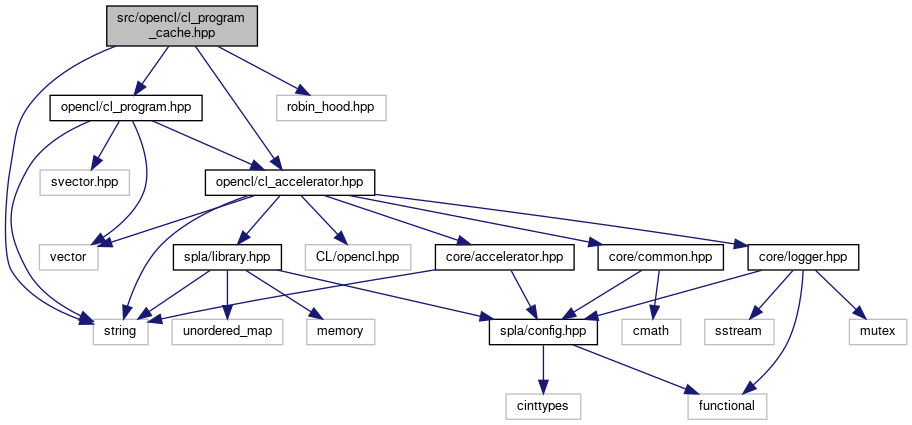 src/opencl/cl_program
_cache.hpp
opencl/cl_program.hpp
robin_hood.hpp
svector.hpp
opencl/cl_accelerator.hpp
vector
spla/library.hpp
CL/opencl.hpp
core/accelerator.hpp
core/common.hpp
core/logger.hpp
string
unordered_map
memory
spla/config.hpp
cmath
sstream
mutex
cinttypes
functional